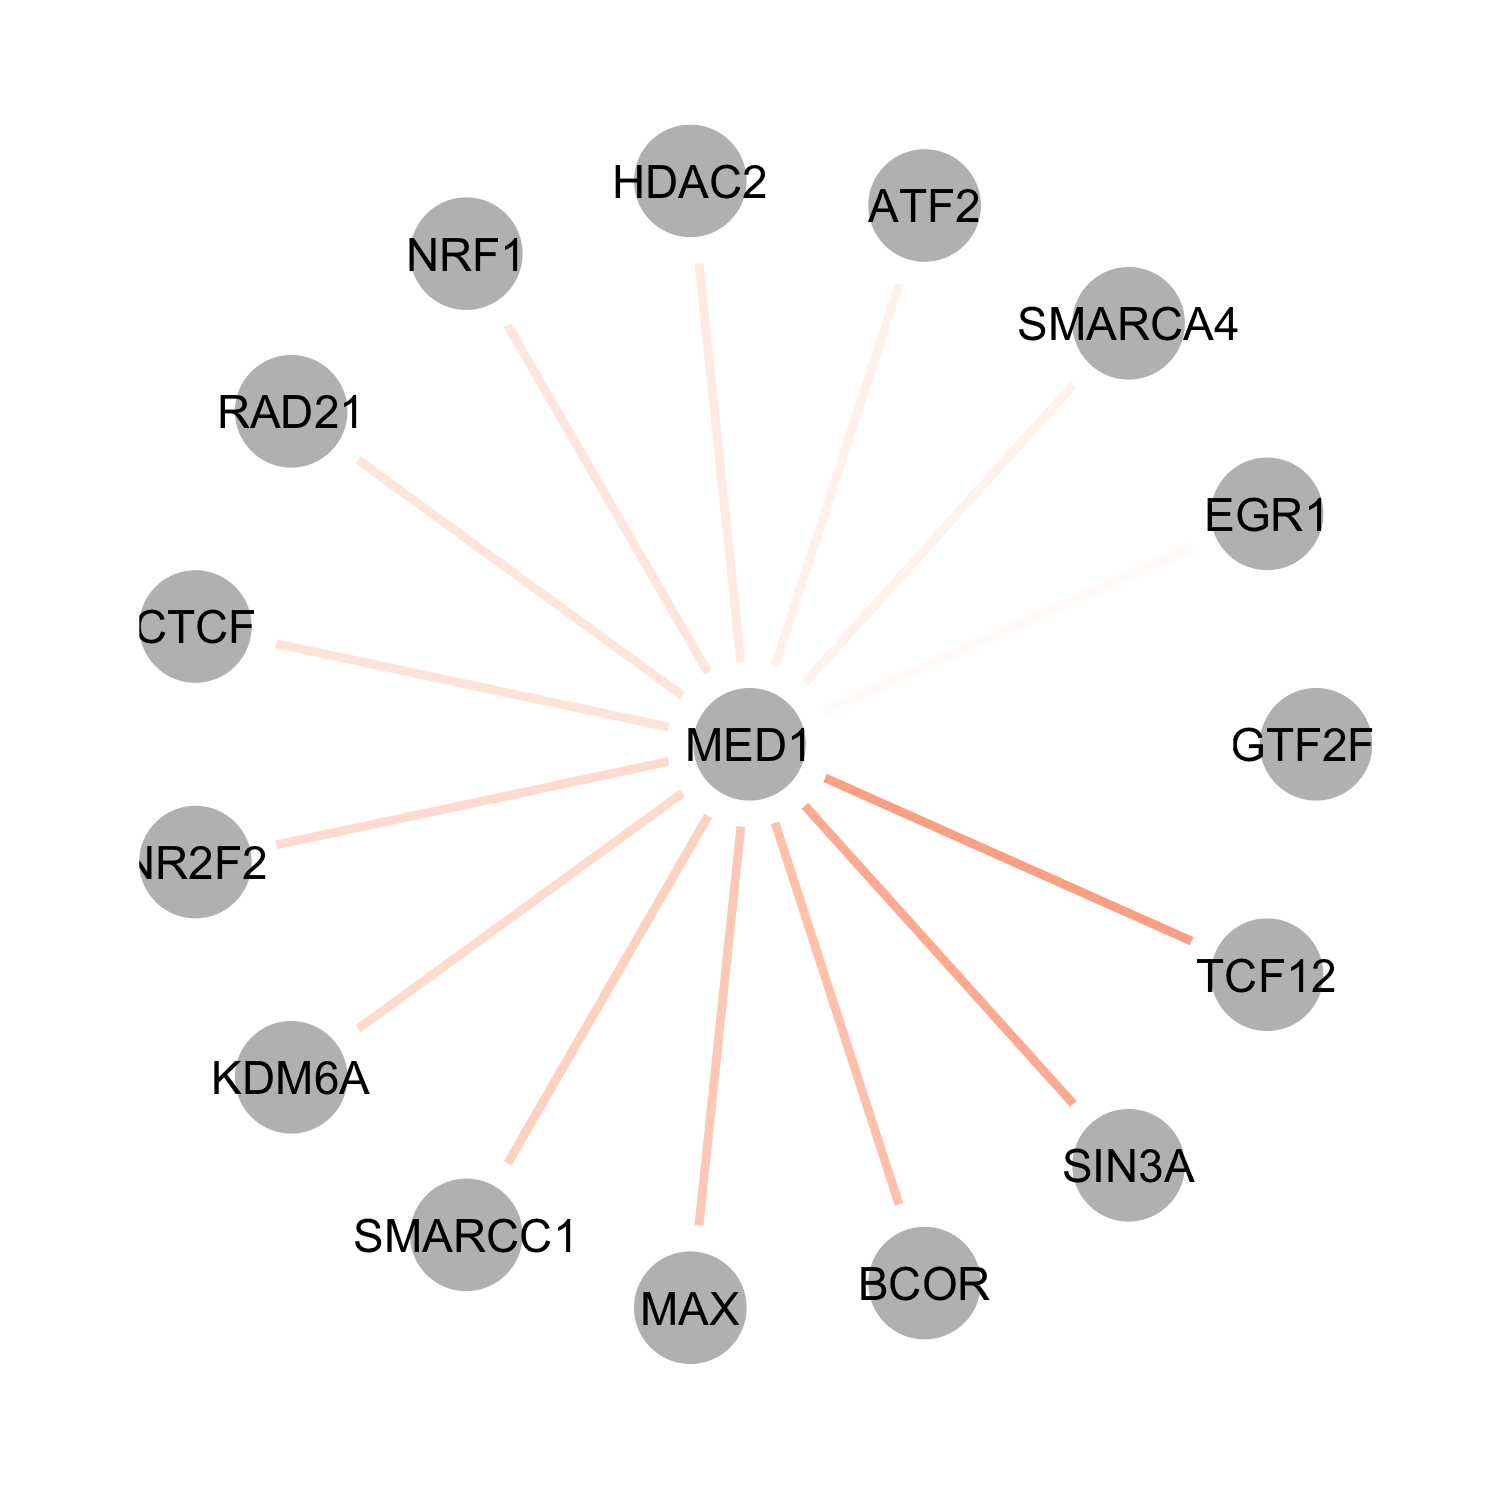 HDAC2
ATF2
NRF1
SMARCA4
RAD21
EGR1
CTCF
MED1
GTF2F
NR2F2
TCF12
KDM6A
SIN3A
SMARCC1
BCOR
MAX